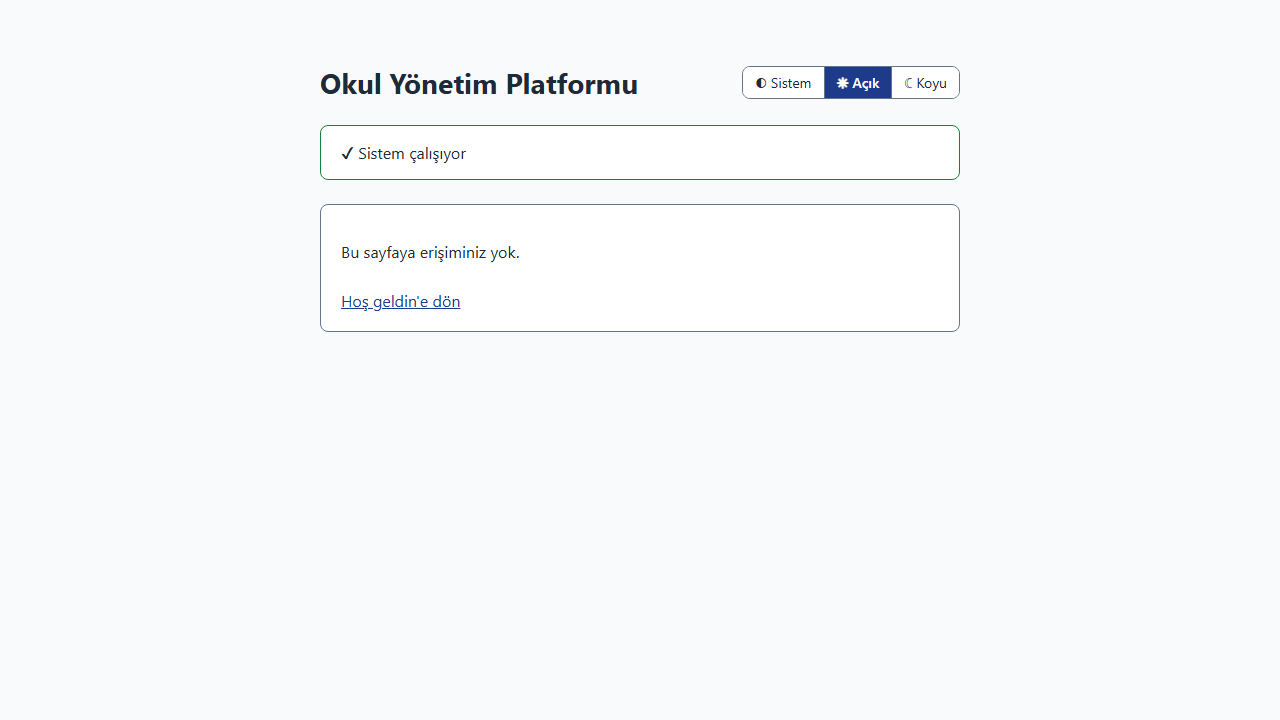 Okul Yönetim Platformu
◐ Sistem
❋ Açık
☾ Koyu
✓ Sistem çalışıyor
Bu sayfaya erişiminiz yok.
Hoş geldin'e dön